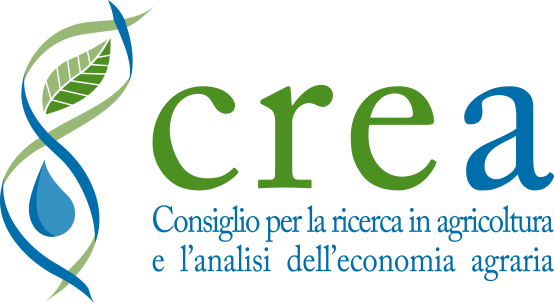 crea
Consiglio per la ricerca in agricoltura
e l'analisi dell'economia agraria